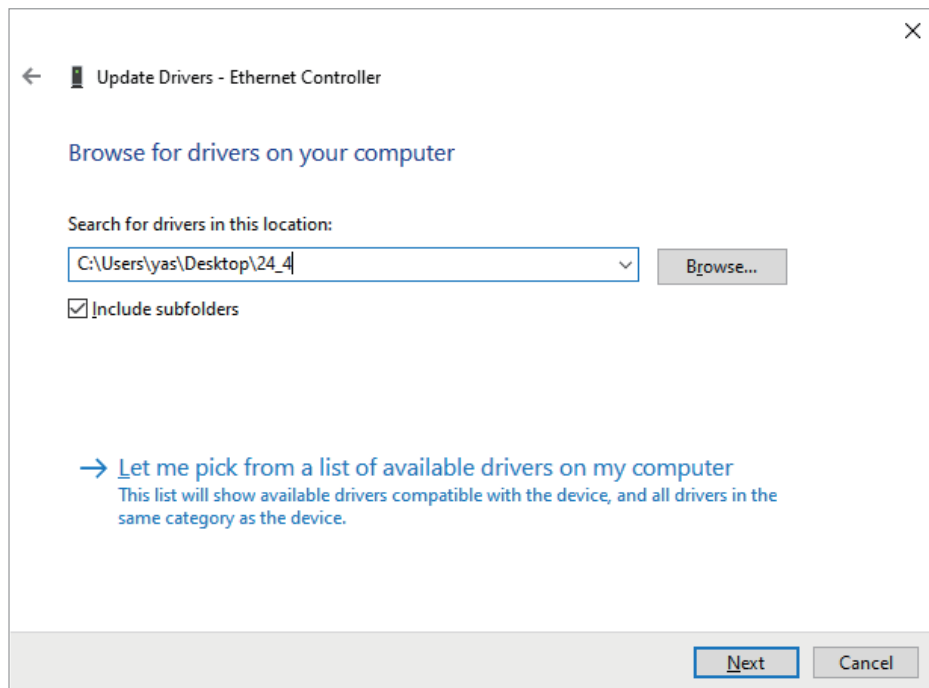 Update Drivers - Ethernet Controller
Browse for drivers on your computer
Search for drivers in this location:
C:\Users\yas\Desktop\24_4
Browse...
Include subfolders
Let me pick from a list of available drivers on my computer
This list will show available drivers compatible with the device, and all drivers in the
same category as the device.
Next
Cancel